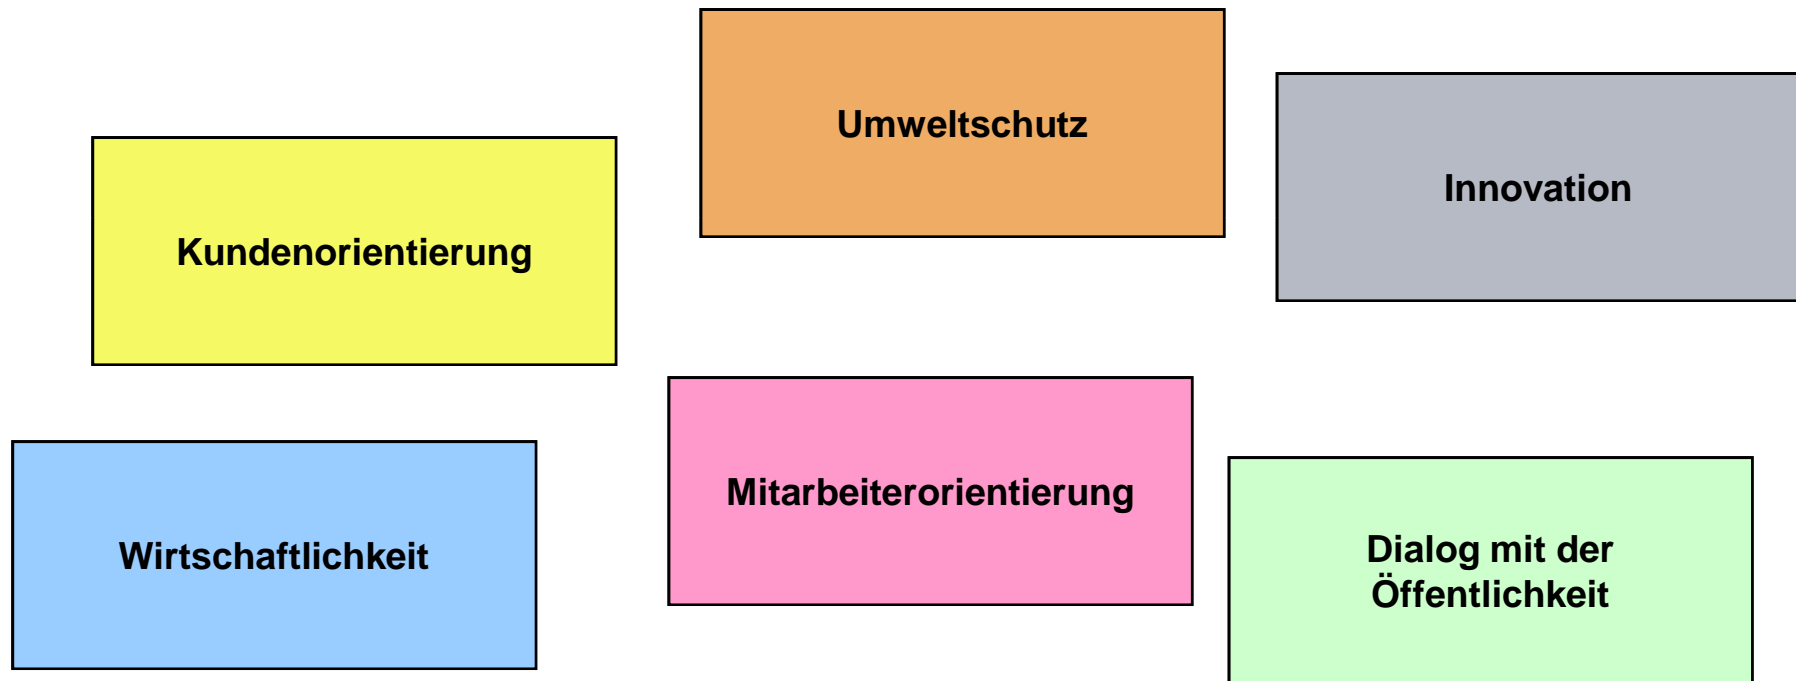 Umweltschutz
Innovation
Kundenorientierung
Mitarbeiterorientierung
Wirtschaftlichkeit
Dialog mit der
Öffentlichkeit